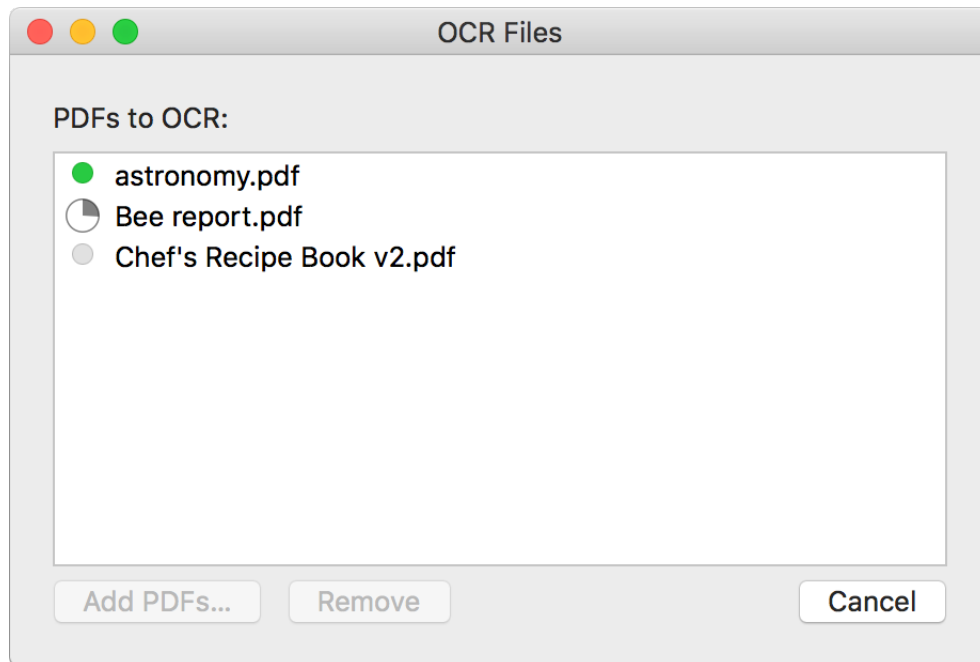 OCR Files
PDFs to OCR:
astronomy.pdf
Bee report.pdf
Chef's Recipe Book v2.pdf
Add PDFs...
Remove
Cancel